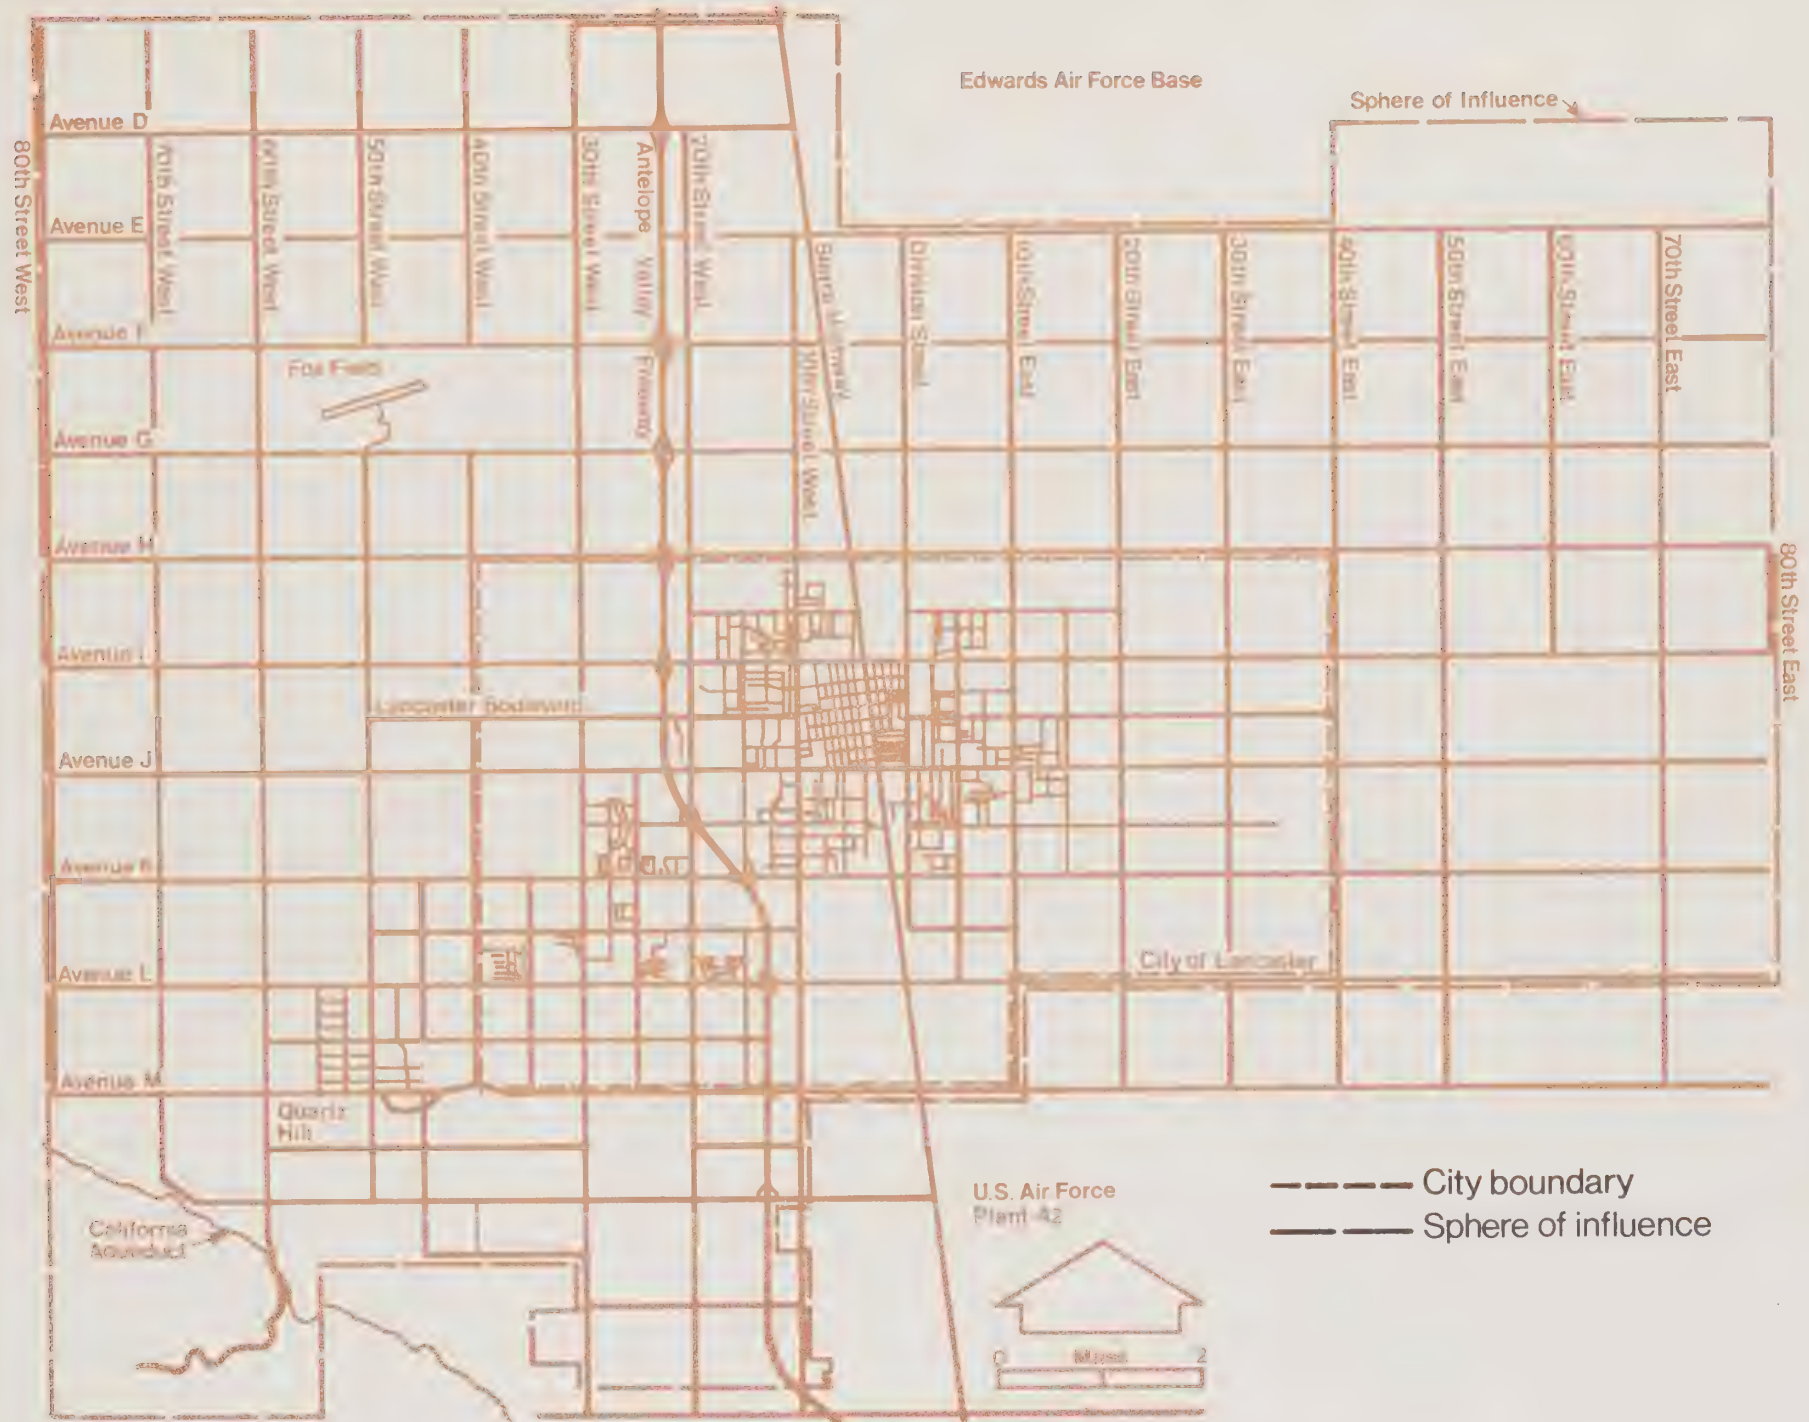 Edwards Air Force Base
Sphere of Influence
Avenue D
80th Street West
70th Street West
60th Street West
50th Street West
40th Street West
30th Street West
Antelope Valley Freeway
20th Street West
Avenue E
Sierra Highway
10th Street West
Division Street
10th Street East
20th Street East
30th Street East
40th Street East
50th Street East
60th Street East
70th Street East
Avenue F
Fox Field
Avenue G
Avenue H
80th Street East
Avenue I
Lancaster Boulevard
Avenue J
Avenue K
City of Lancaster
Avenue L
Avenue M
Quartz
Hill
California
Aqueduct
U.S. Air Force
Plant 42
City boundary
Sphere of influence
0 Miles 2